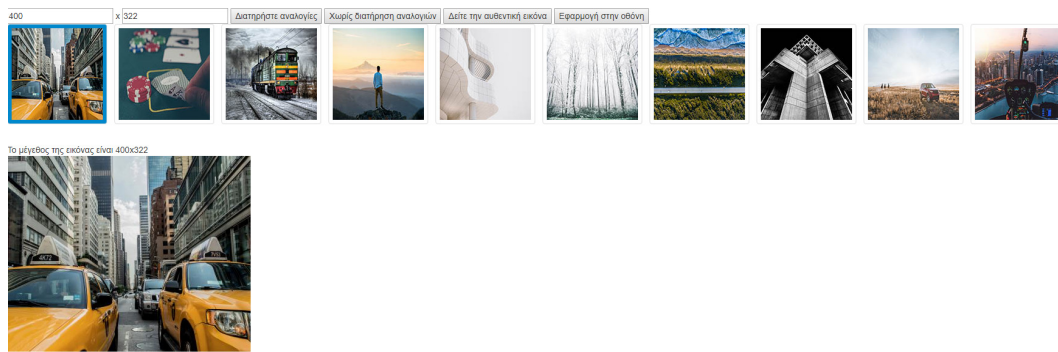 400 x 322 Διατηρήστε αναλογίες Χωρίς διατήρηση αναλογιών Δείτε την αυθεντική εικόνα Εφαρμογή στην οθόνη
Το μέγεθος της εικόνας είναι 400x322
4K72